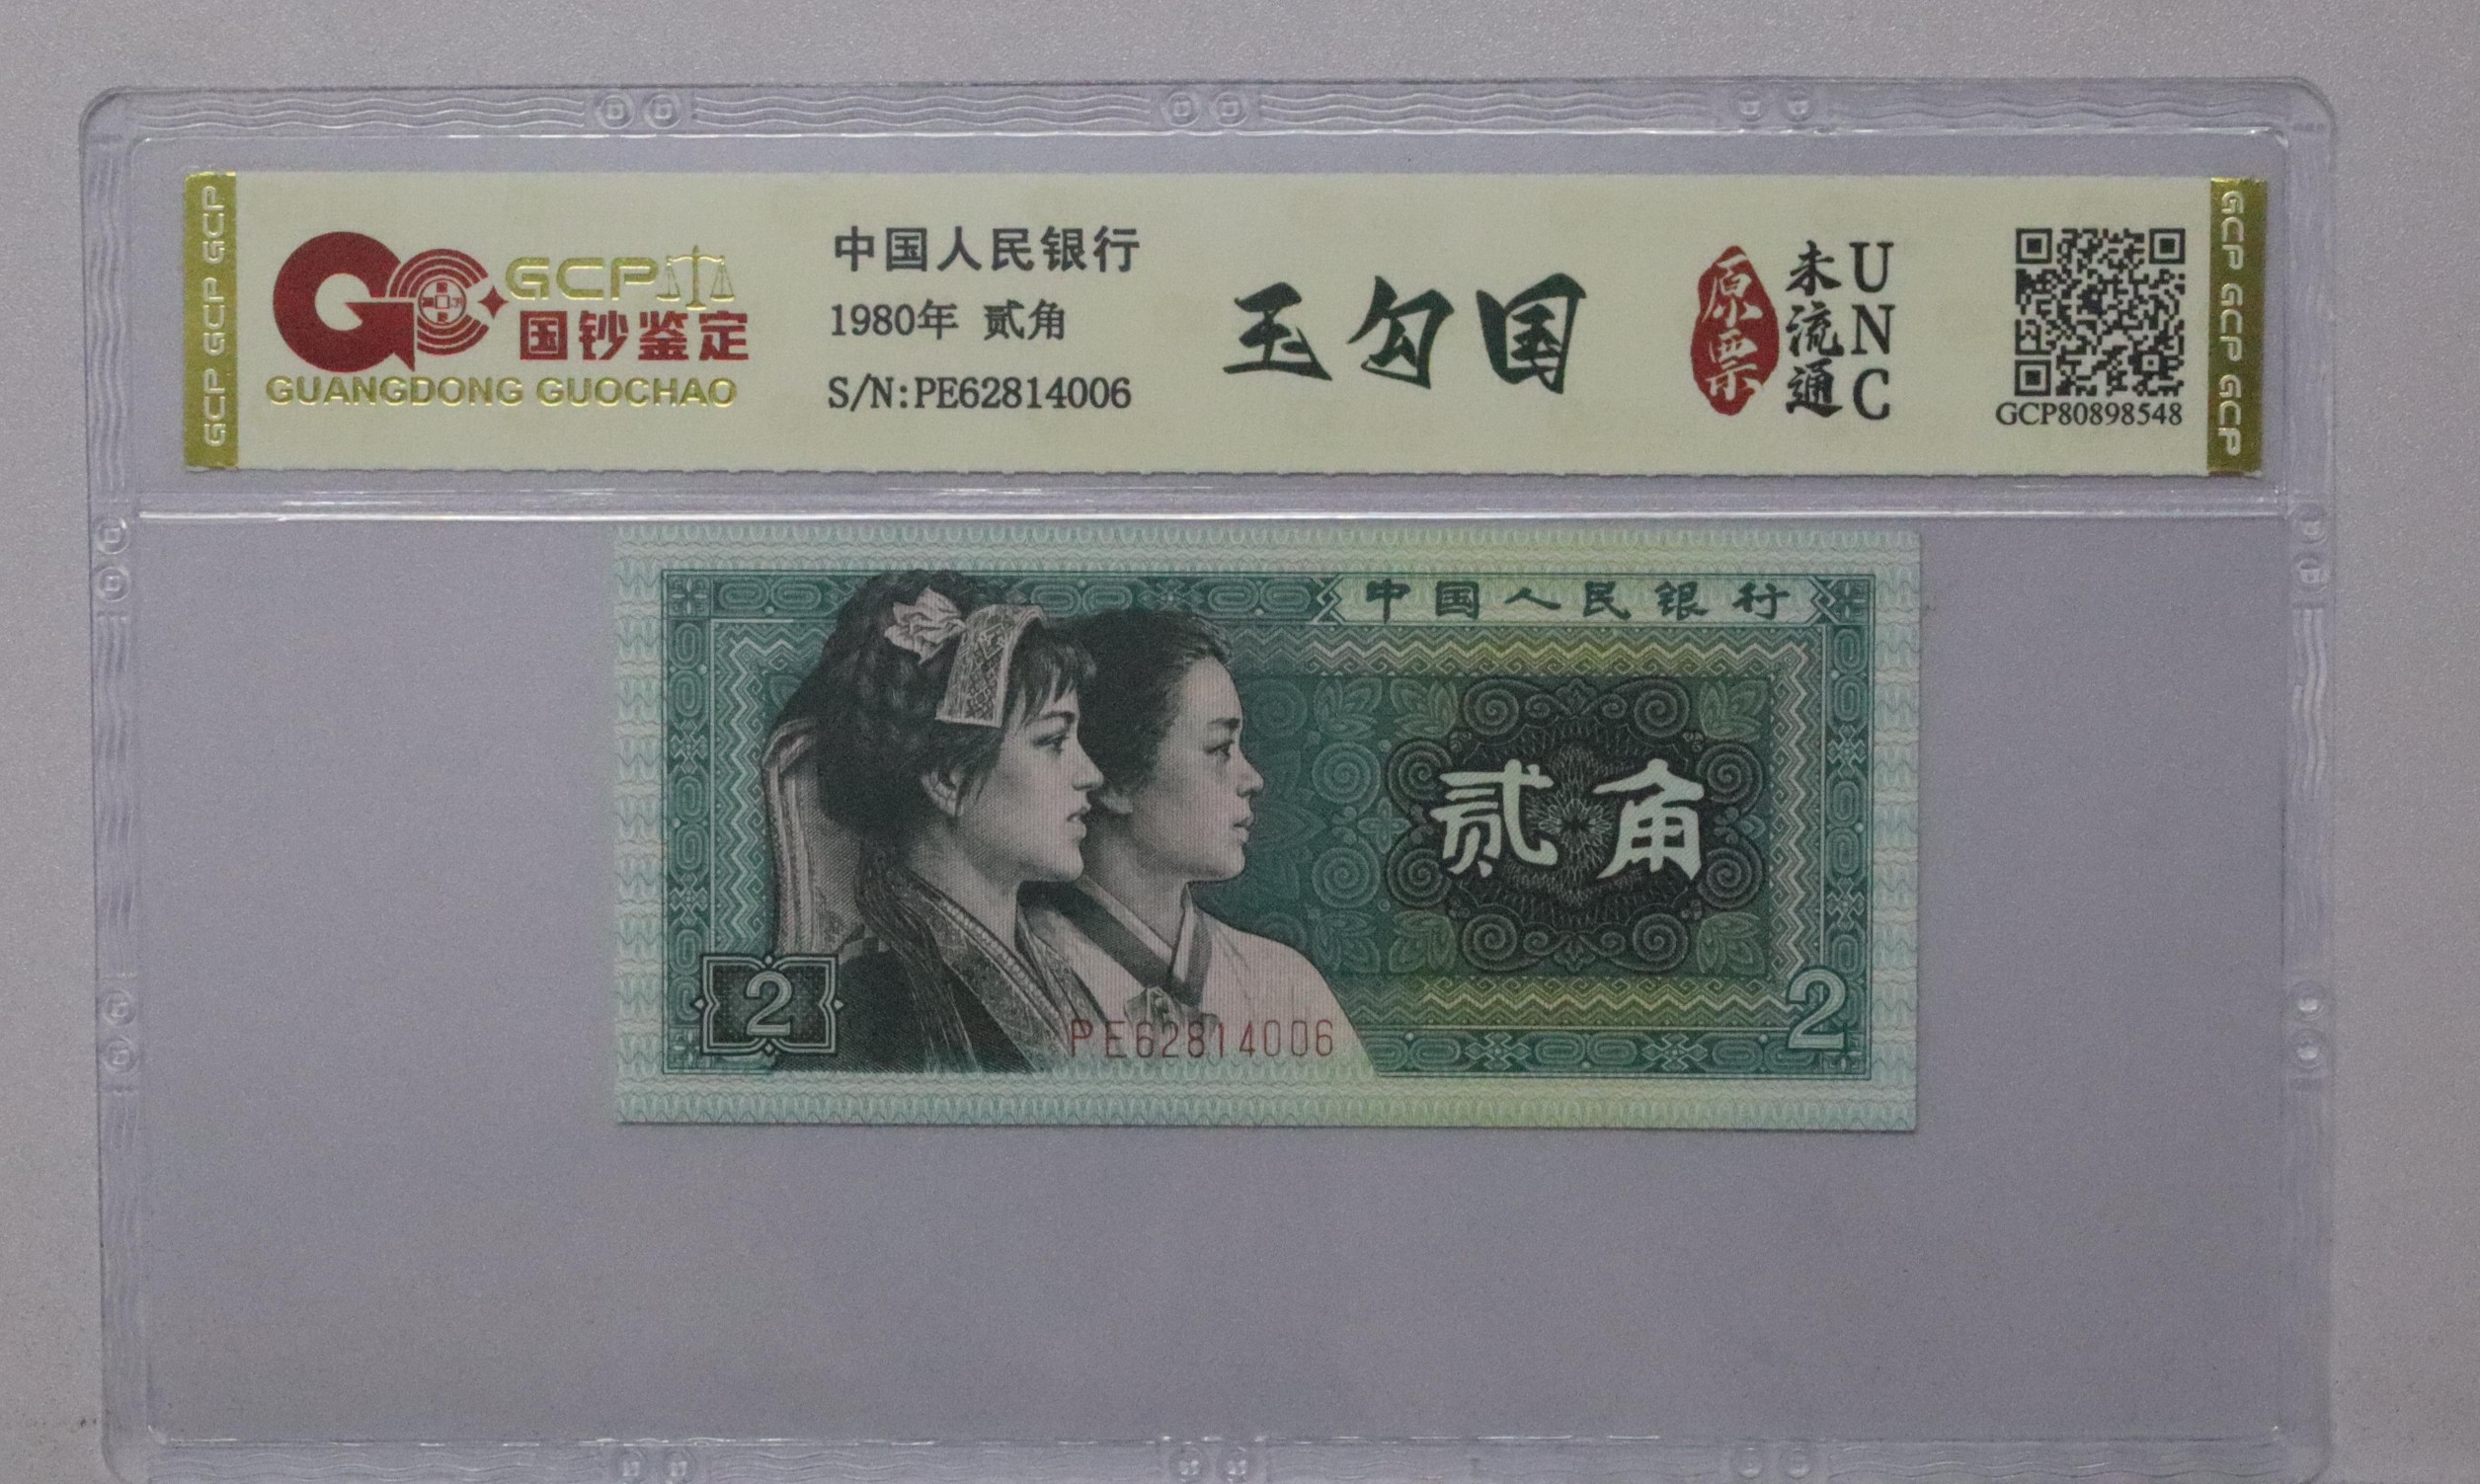 GCP GCP GCP
GCP
国钞鉴定
GUANGDONG GUOCHAO
中国人民银行
1980年 贰角
S/N:PE62814006
玉勾国
原票
未流通
UNC
GCP80898548
GCP GCP GCP
中国人民银行
贰角
2
PE62814006
2